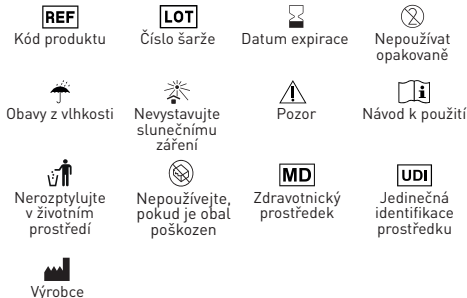 REF LOT
Kód produktu Číslo šarže Datum expirace Nepoužívat
opakovaně
2
Obavy z vlhkosti Nevystavujte
slunečnímu
záření
Pozor Návod k použití
MD UDI
Nerozptylujte
v životním
prostředí
Nepoužívejte,
pokud je obal
poškozen
Zdravotnický
prostředek
Jedinečná
identifikace
prostředku
Výrobce